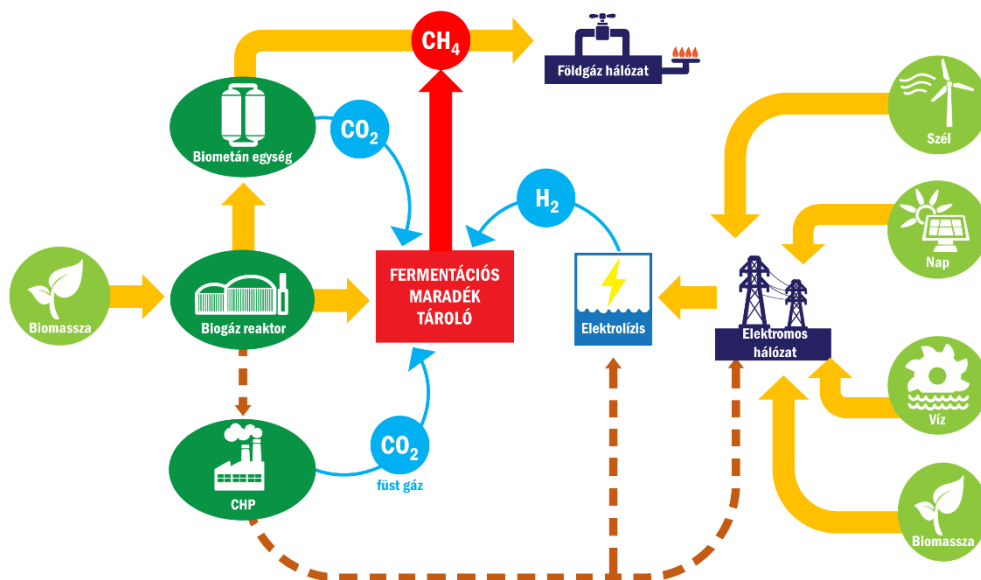 CH4
Földgáz hálózat
Szél
Biometán egység
CO2
H2
Nap
Biomassza
Biogáz reaktor
FERMENTÁCIÓS
MARADÉK
TÁROLÓ
Elektrolízis
Elektromos
hálózat
Víz
CHP
CO2
füst gáz
Biomassza